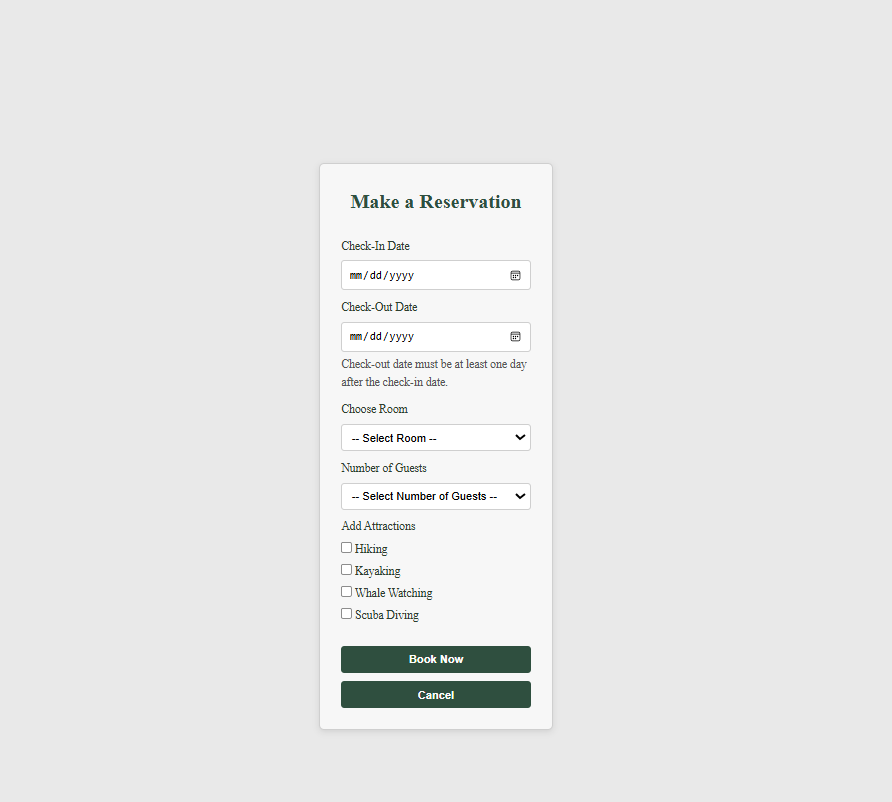 Make a Reservation
Check-In Date
mm/dd/yyyy
Check-Out Date
mm/dd/yyyy
Check-out date must be at least one day
after the check-in date.
Choose Room
-- Select Room --
Number of Guests
-- Select Number of Guests --
Add Attractions
Hiking
Kayaking
Whale Watching
Scuba Diving
Book Now
Cancel